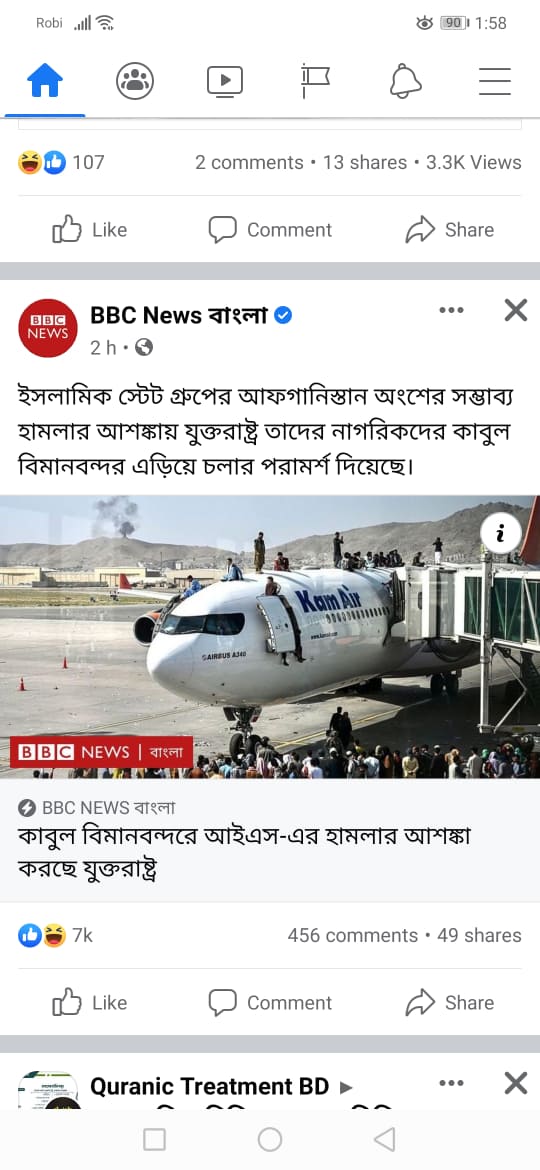 Robi 90 1:58
107 2 comments • 13 shares • 3.3K Views
Like Comment Share
BBC NEWS
BBC News বাংলা
2 h •
ইসলামিক স্টেট গ্রুপের আফগানিস্তান অংশের সম্ভাব্য
হামলার আশঙ্কায় যুক্তরাষ্ট্র তাদের নাগরিকদের কাবুল
বিমানবন্দর এড়িয়ে চলার পরামর্শ দিয়েছে।
i
Kam Air
AIRBUS A340
BBC NEWS | বাংলা
BBC NEWS বাংলা
কাবুল বিমানবন্দরে আইএস-এর হামলার আশঙ্কা
করছে যুক্তরাষ্ট্র
7k 456 comments • 49 shares
Like Comment Share
Quranic Treatment BD